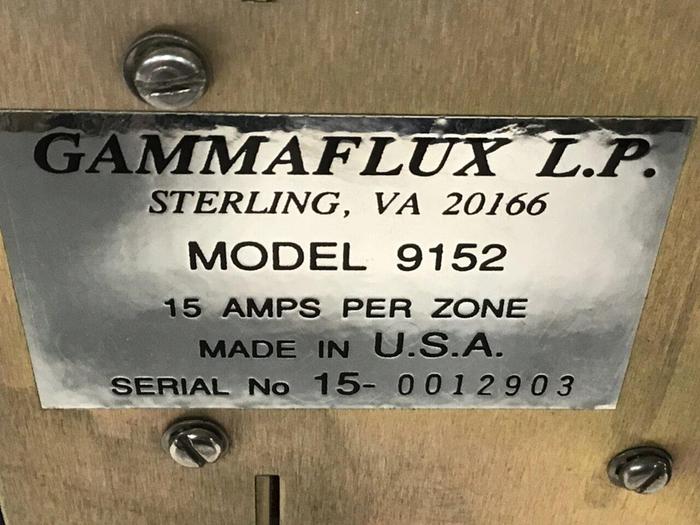 GAMMAFLUX L.P.
STERLING, VA 20166
MODEL 9152
15 AMPS PER ZONE
MADE IN U.S.A.
SERIAL No 15- 0012903